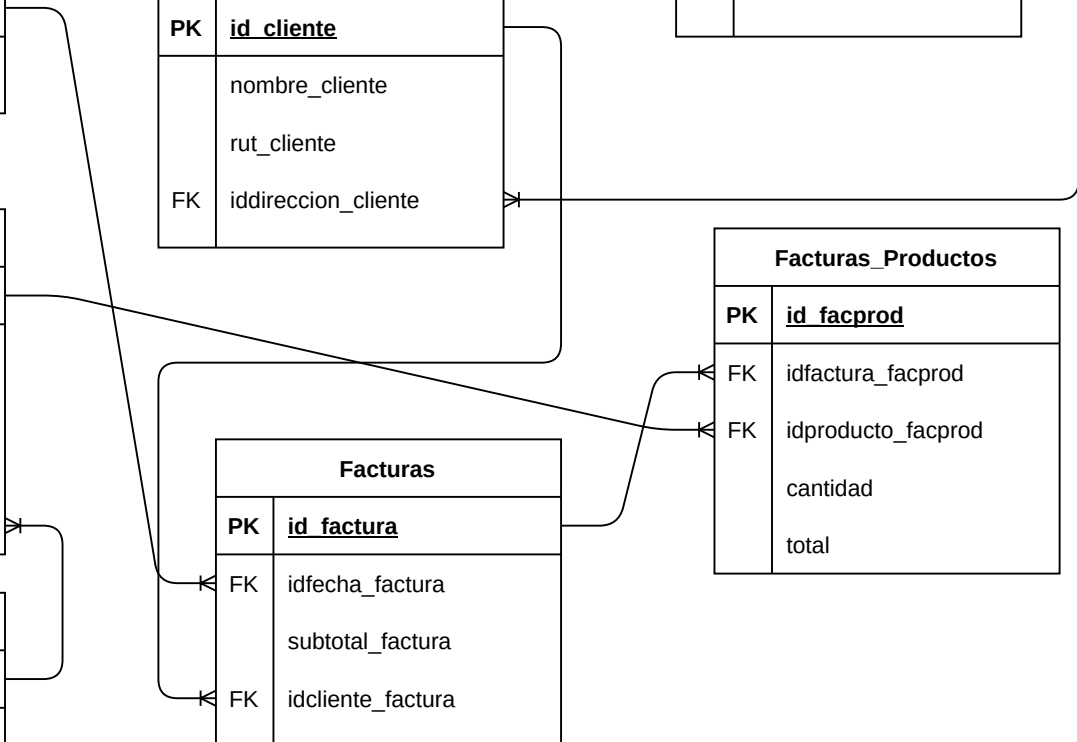 PK id_cliente
nombre_cliente
rut_cliente
FK iddireccion_cliente
Facturas_Productos
PK id_facprod
FK idfactura_facprod
FK idproducto_facprod
cantidad
total
Facturas
PK id_factura
FK idfecha_factura
subtotal_factura
FK idcliente_factura